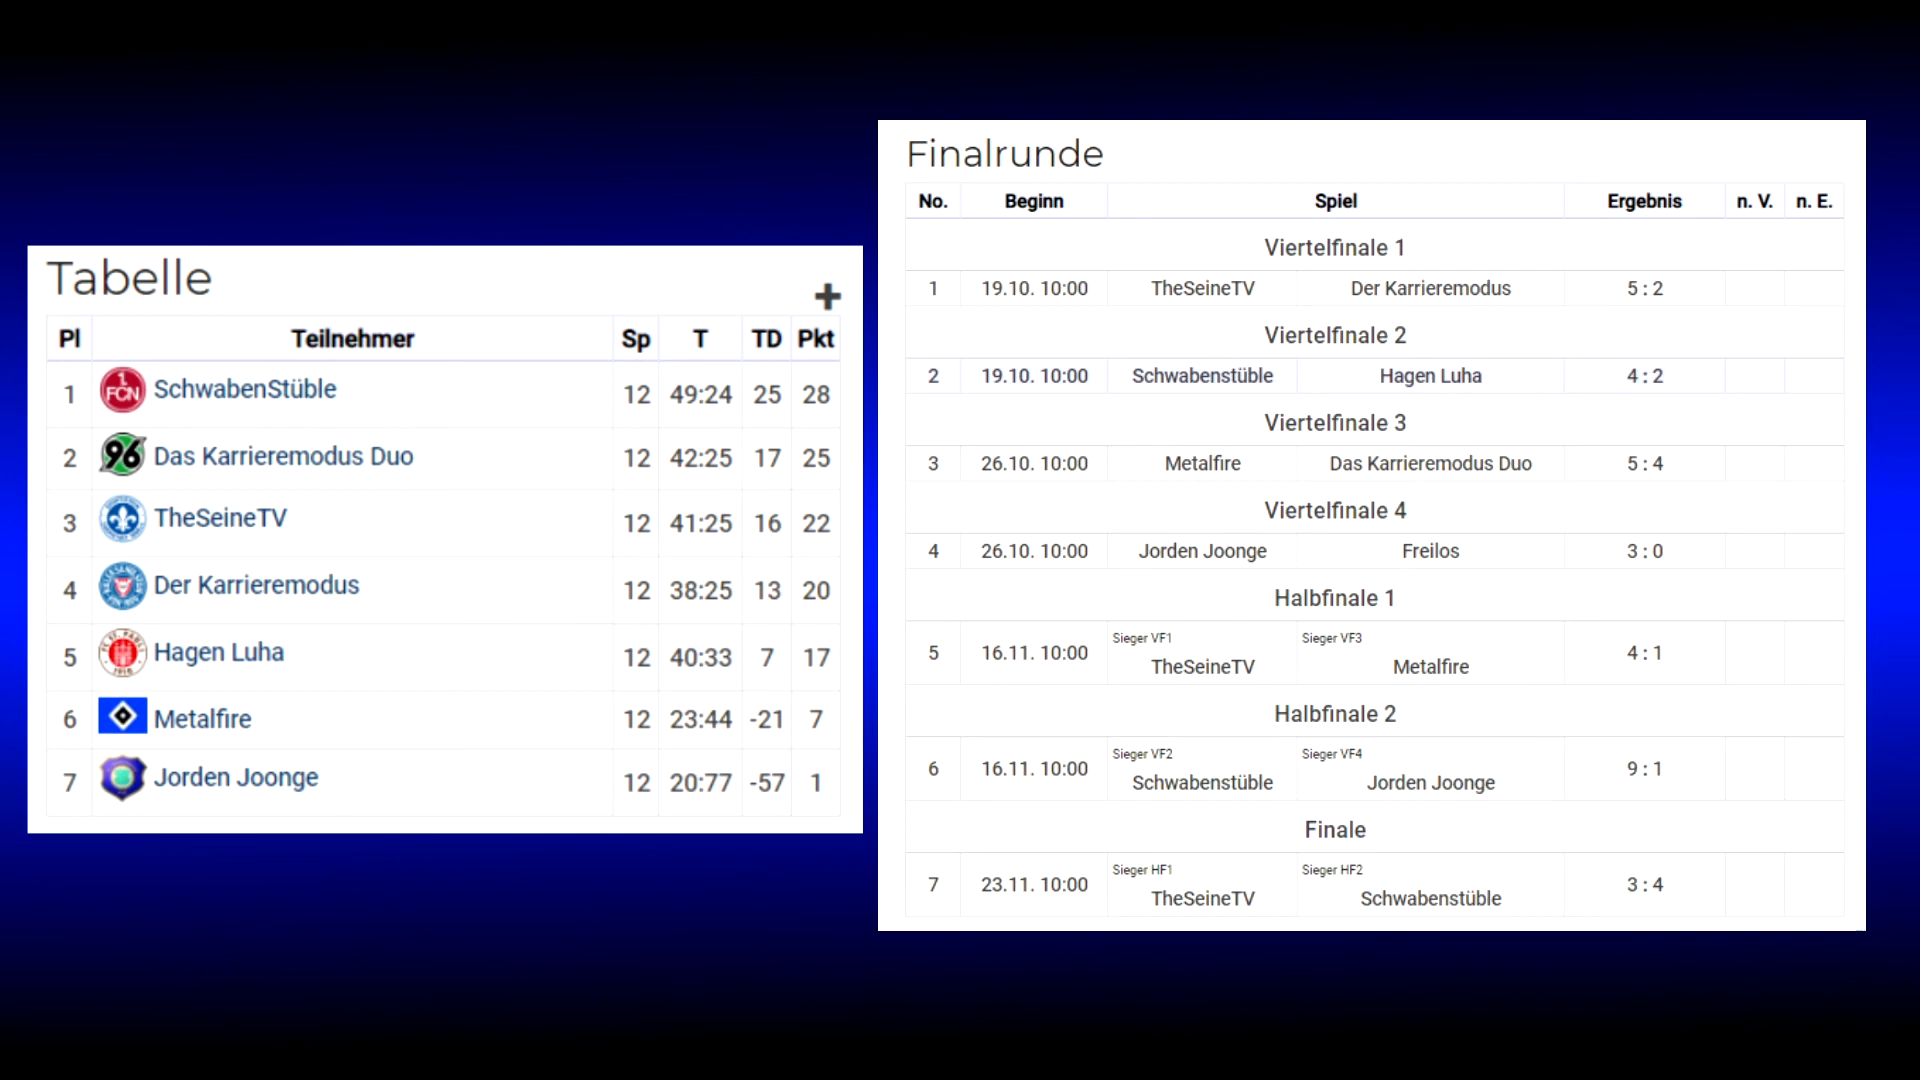 Tabelle
Pl Teilnehmer Sp T TD Pkt
1 1. FCN SchwabenStüble 12 49:24 25 28
2 96 Das Karrieremodus Duo 12 42:25 17 25
3 TheSeineTV 12 41:25 16 22
4 Der Karrieremodus 12 38:25 13 20
5 Hagen Luha 12 40:33 7 17
6 Metalfire 12 23:44 -21 7
7 Jorden Joonge 12 20:77 -57 1
Finalrunde
No. Beginn Spiel Ergebnis n. V. n. E.
Viertelfinale 1
1 19.10. 10:00 TheSeineTV Der Karrieremodus 5 : 2
Viertelfinale 2
2 19.10. 10:00 Schwabenstüble Hagen Luha 4 : 2
Viertelfinale 3
3 26.10. 10:00 Metalfire Das Karrieremodus Duo 5 : 4
Viertelfinale 4
4 26.10. 10:00 Jorden Joonge Freilos 3 : 0
Halbfinale 1
Sieger VF1 Sieger VF3
5 16.11. 10:00 TheSeineTV Metalfire 4 : 1
Halbfinale 2
Sieger VF2 Sieger VF4
6 16.11. 10:00 Schwabenstüble Jorden Joonge 9 : 1
Finale
Sieger HF1 Sieger HF2
7 23.11. 10:00 TheSeineTV Schwabenstüble 3 : 4